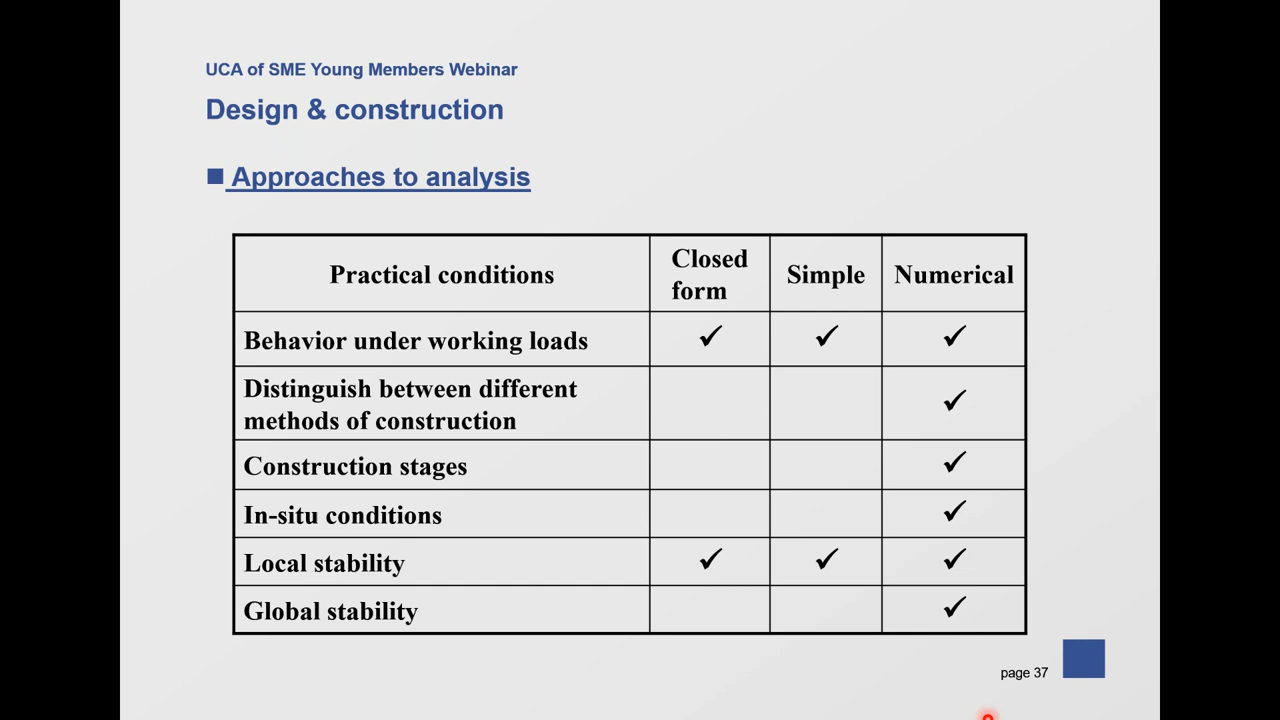 UCA of SME Young Members Webinar
Design & construction
Approaches to analysis
Practical conditions
Closed
form
Simple
Numerical
Behavior under working loads
✓ ✓ ✓
Distinguish between different
methods of construction
✓
Construction stages
✓
In-situ conditions
✓
Local stability
✓ ✓ ✓
Global stability
✓
page 37